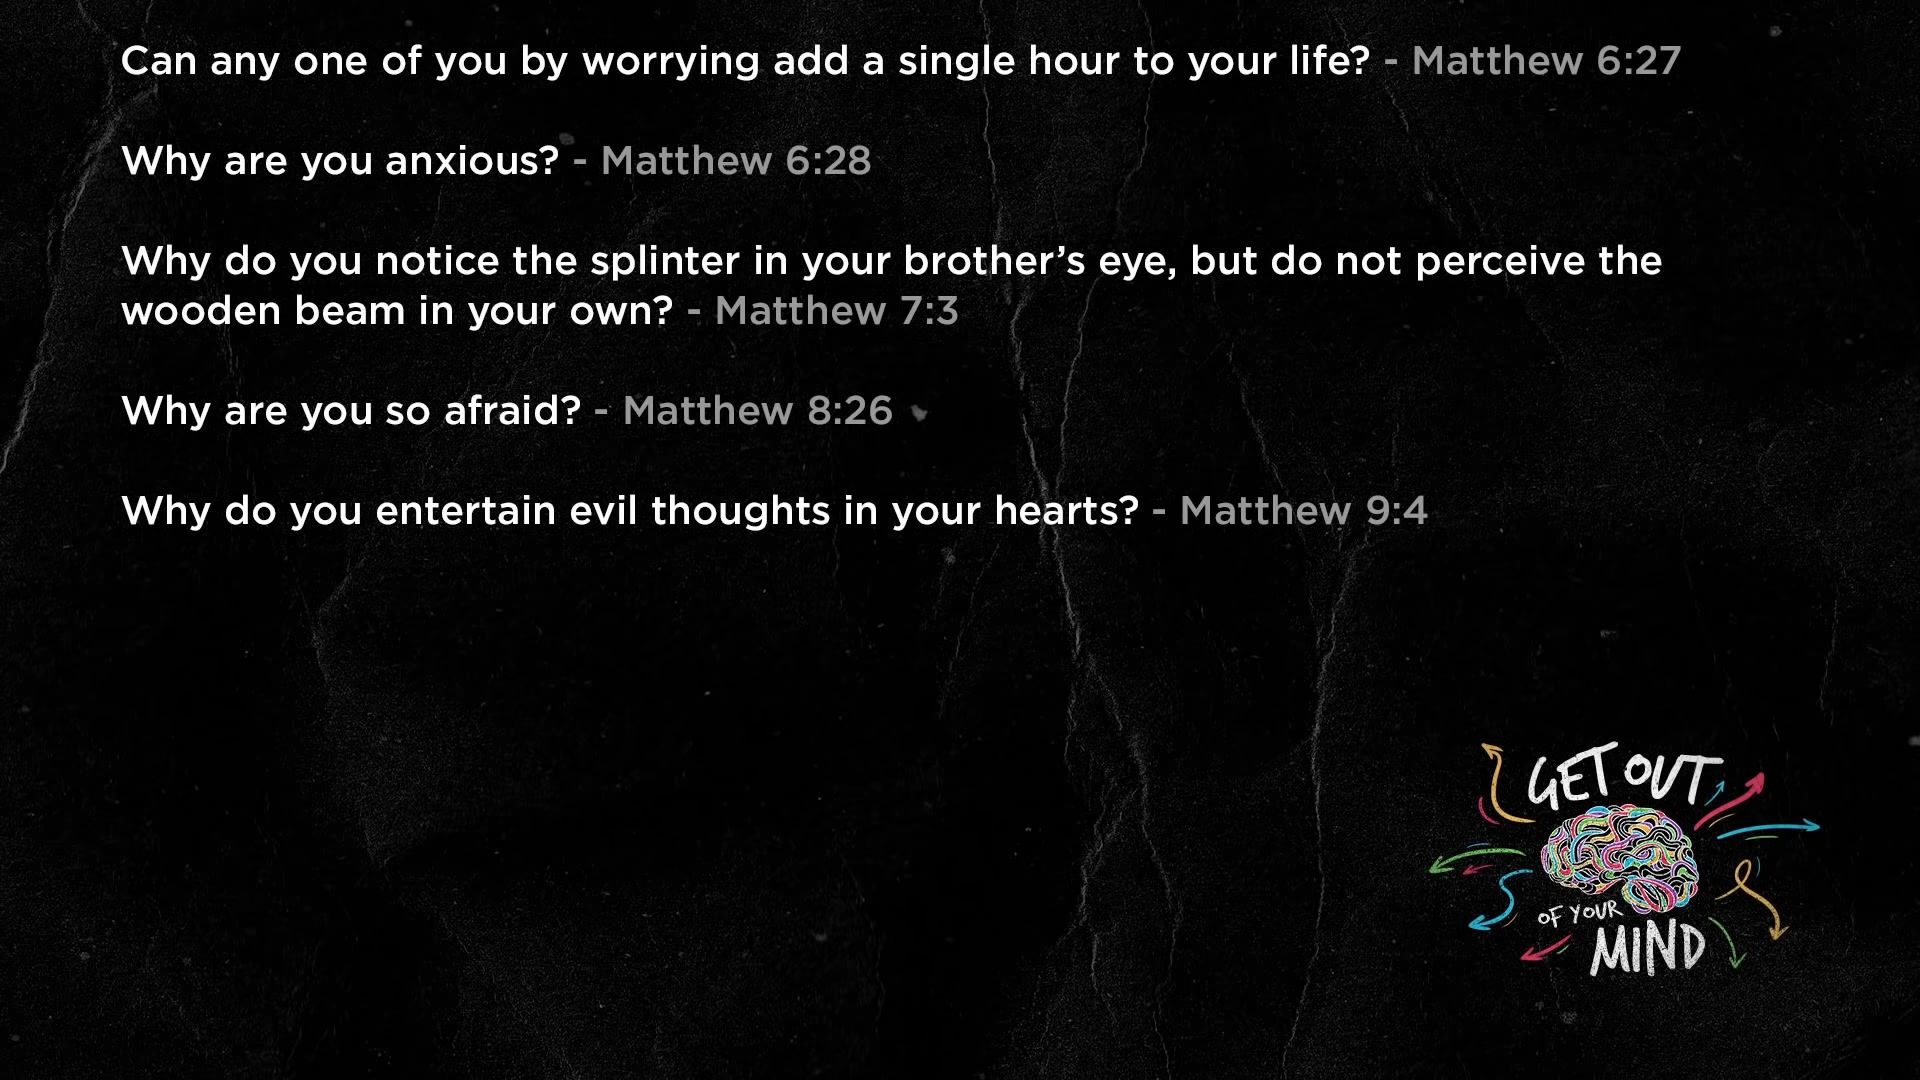 Can any one of you by worrying add a single hour to your life? - Matthew 6:27
Why are you anxious? - Matthew 6:28
Why do you notice the splinter in your brother’s eye, but do not perceive the
wooden beam in your own? - Matthew 7:3
Why are you so afraid? - Matthew 8:26
Why do you entertain evil thoughts in your hearts? - Matthew 9:4
GET OUT
OF YOUR
MIND